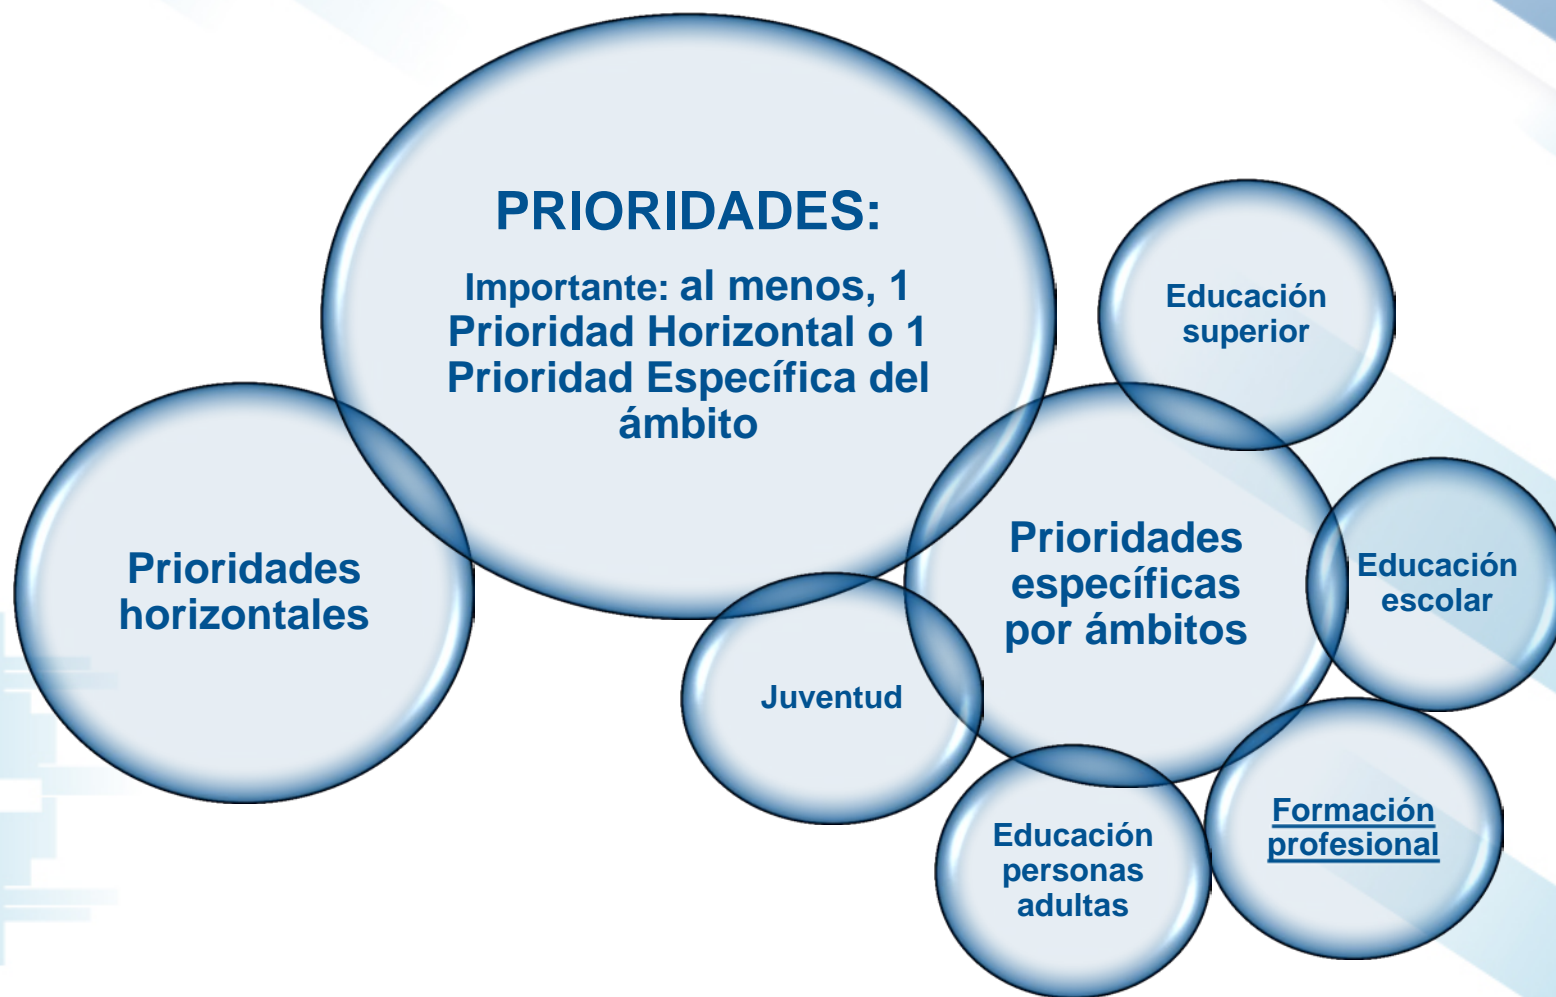 PRIORIDADES:
Importante: al menos, 1
Prioridad Horizontal o 1
Prioridad Específica del
ámbito
Prioridades
horizontales
Prioridades
específicas
por ámbitos
Educación
superior
Educación
escolar
Formación
profesional
Educación
personas
adultas
Juventud